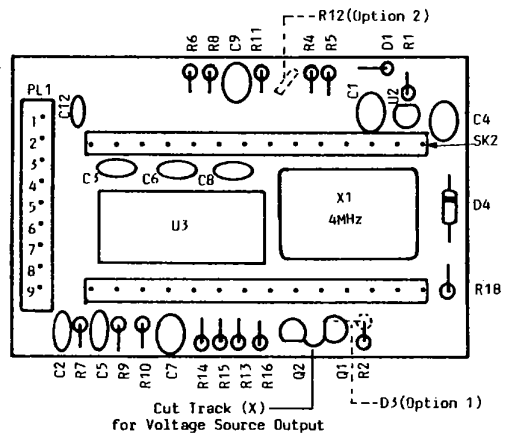 R12(Option 2)
R6 R8 C9 R11 R4 R5 D1 R1
PL1
C12 C1 U2 C4
1
2
3
4
5
6
7
8
9
SK2
C3 C6 C8
U3
X1
4MHz
D4
R18
C2 R7 C5 R9 R10 C7 R14 R15 R13 R16 Q2 Q1 R2
Cut Track (X)
for Voltage Source Output
D3(Option 1)